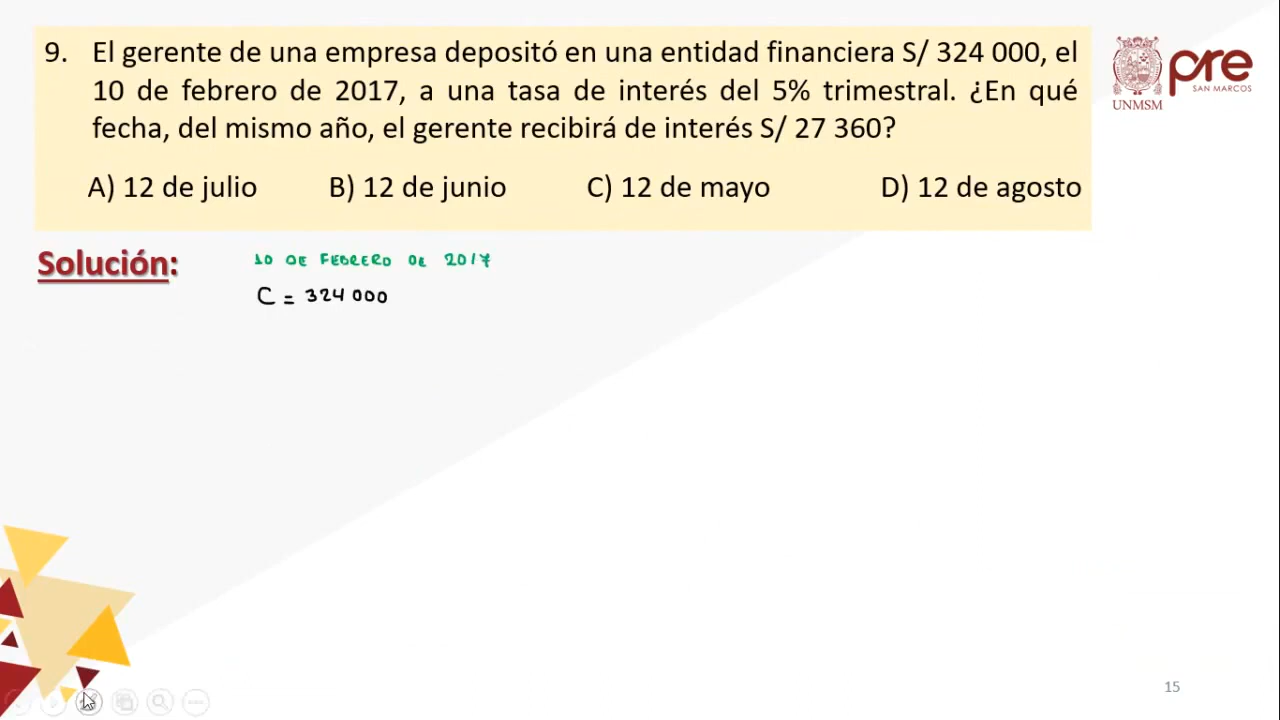 9. El gerente de una empresa depositó en una entidad financiera S/ 324 000, el
10 de febrero de 2017, a una tasa de interés del 5% trimestral. ¿En qué
fecha, del mismo año, el gerente recibirá de interés S/ 27 360?
A) 12 de julio B) 12 de junio C) 12 de mayo D) 12 de agosto
UNMSM
pre
SAN MARCOS
Solución:
10 DE FEBRERO DE 2017
C = 324 000
15